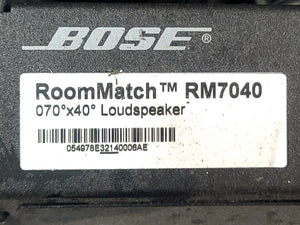 BOSE®
RoomMatch™ RM7040
070°x40° Loudspeaker
054978E32140006AE